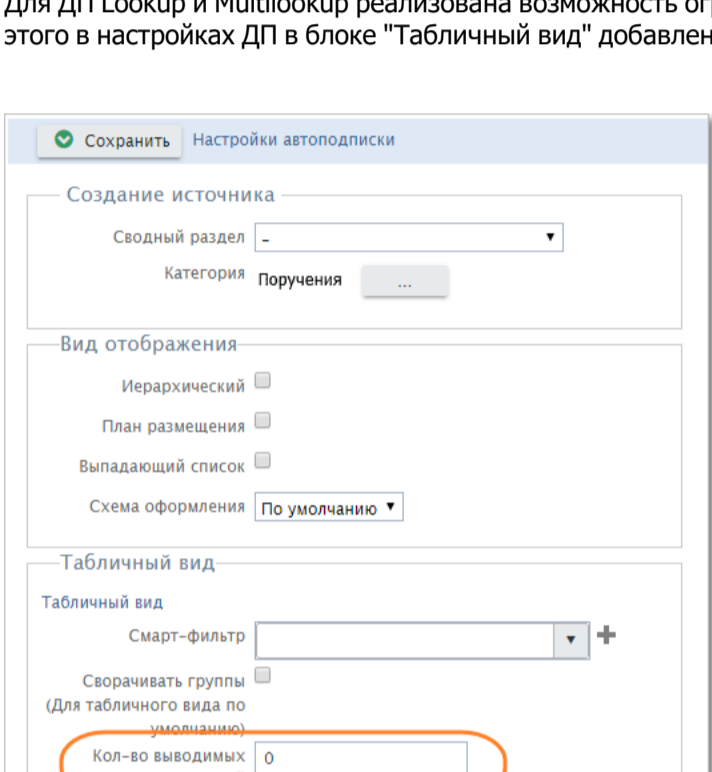 Для ДП Lookup и Multilookup реализована возможность
этого в настройках ДП в блоке "Табличный вид"
Сохранить Настройки автоподписки
Создание источника
Сводный раздел –
Категория Поручения ...
Вид отображения
Иерархический
План размещения
Выпадающий список
Схема оформления По умолчанию
Табличный вид
Табличный вид
Смарт-фильтр
Сворачивать группы
(Для табличного вида по
умолчанию)
Кол-во выводимых 0